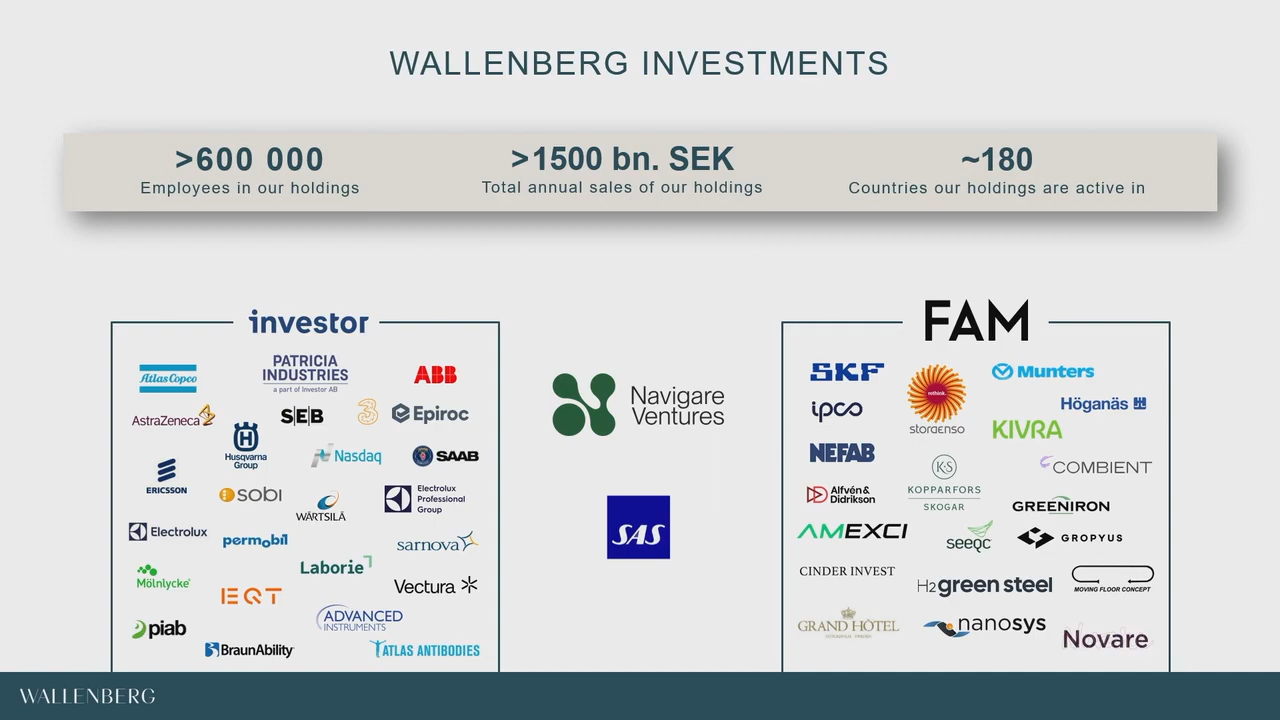 WALLENBERG INVESTMENTS
>600 000
Employees in our holdings
>1500 bn. SEK
Total annual sales of our holdings
~180
Countries our holdings are active in
investor
Atlas Copco
PATRICIA
INDUSTRIES
a part of Investor AB
ABB
AstraZeneca
SEB
3
Epiroc
Husqvarna
Group
Nasdaq
SAAB
ERICSSON
sobi
WÄRTSILÄ
Electrolux
Professional
Group
Electrolux
permobil
sarnova
Mölnlycke
Laborie
Vectura
EQT
ADVANCED
INSTRUMENTS
piab
BraunAbility
ATLAS ANTIBODIES
Navigare
Ventures
SAS
FAM
SKF
rethink.
storaenso
Munters
ipco
Höganäs
KIVRA
NEFAB
K S
KOPPARFORS
SKOGAR
COMBIENT
Alfvén &
Didrikson
GREENIRON
AMEXCI
seeqc
GROPYUS
CINDER INVEST
H2 green steel
MOVING FLOOR CONCEPT
GRAND HÔTEL
nanosys
Novare
WALLENBERG